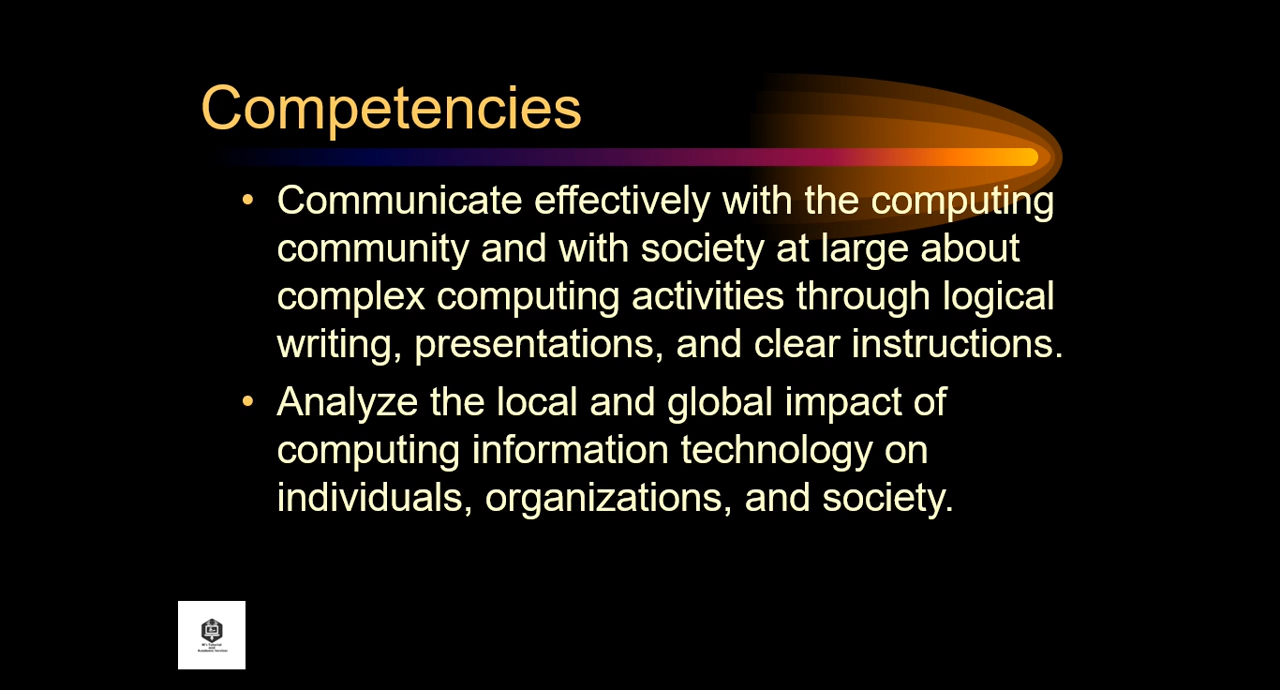 Competencies
• Communicate effectively with the computing
community and with society at large about
complex computing activities through logical
writing, presentations, and clear instructions.
• Analyze the local and global impact of
computing information technology on
individuals, organizations, and society.